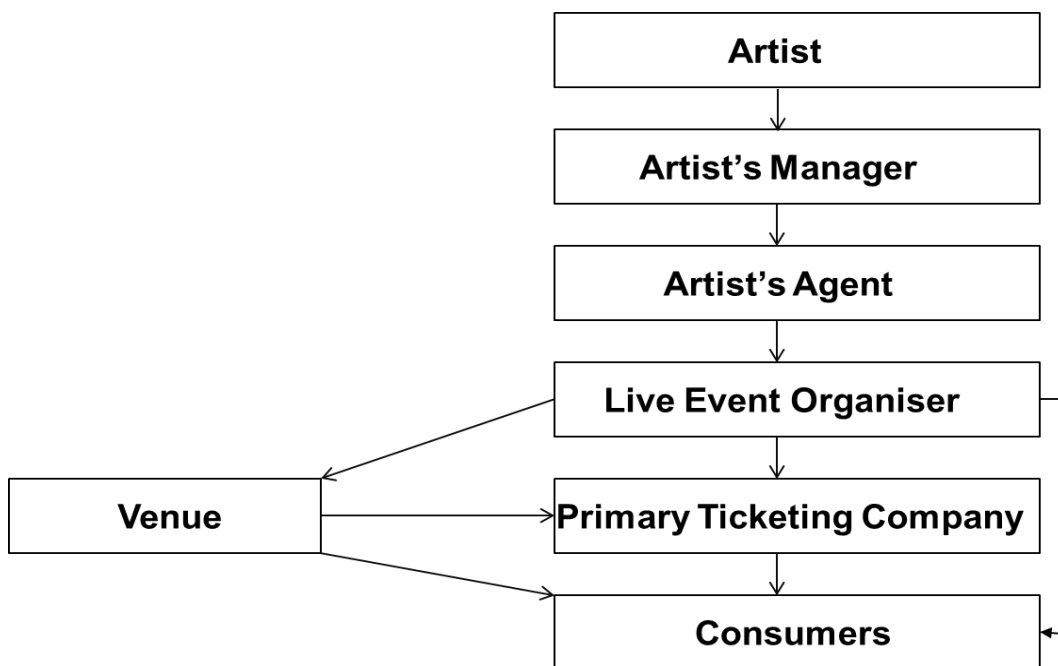 Artist
Artist's Manager
Artist's Agent
Live Event Organiser
Venue
Primary Ticketing Company
Consumers